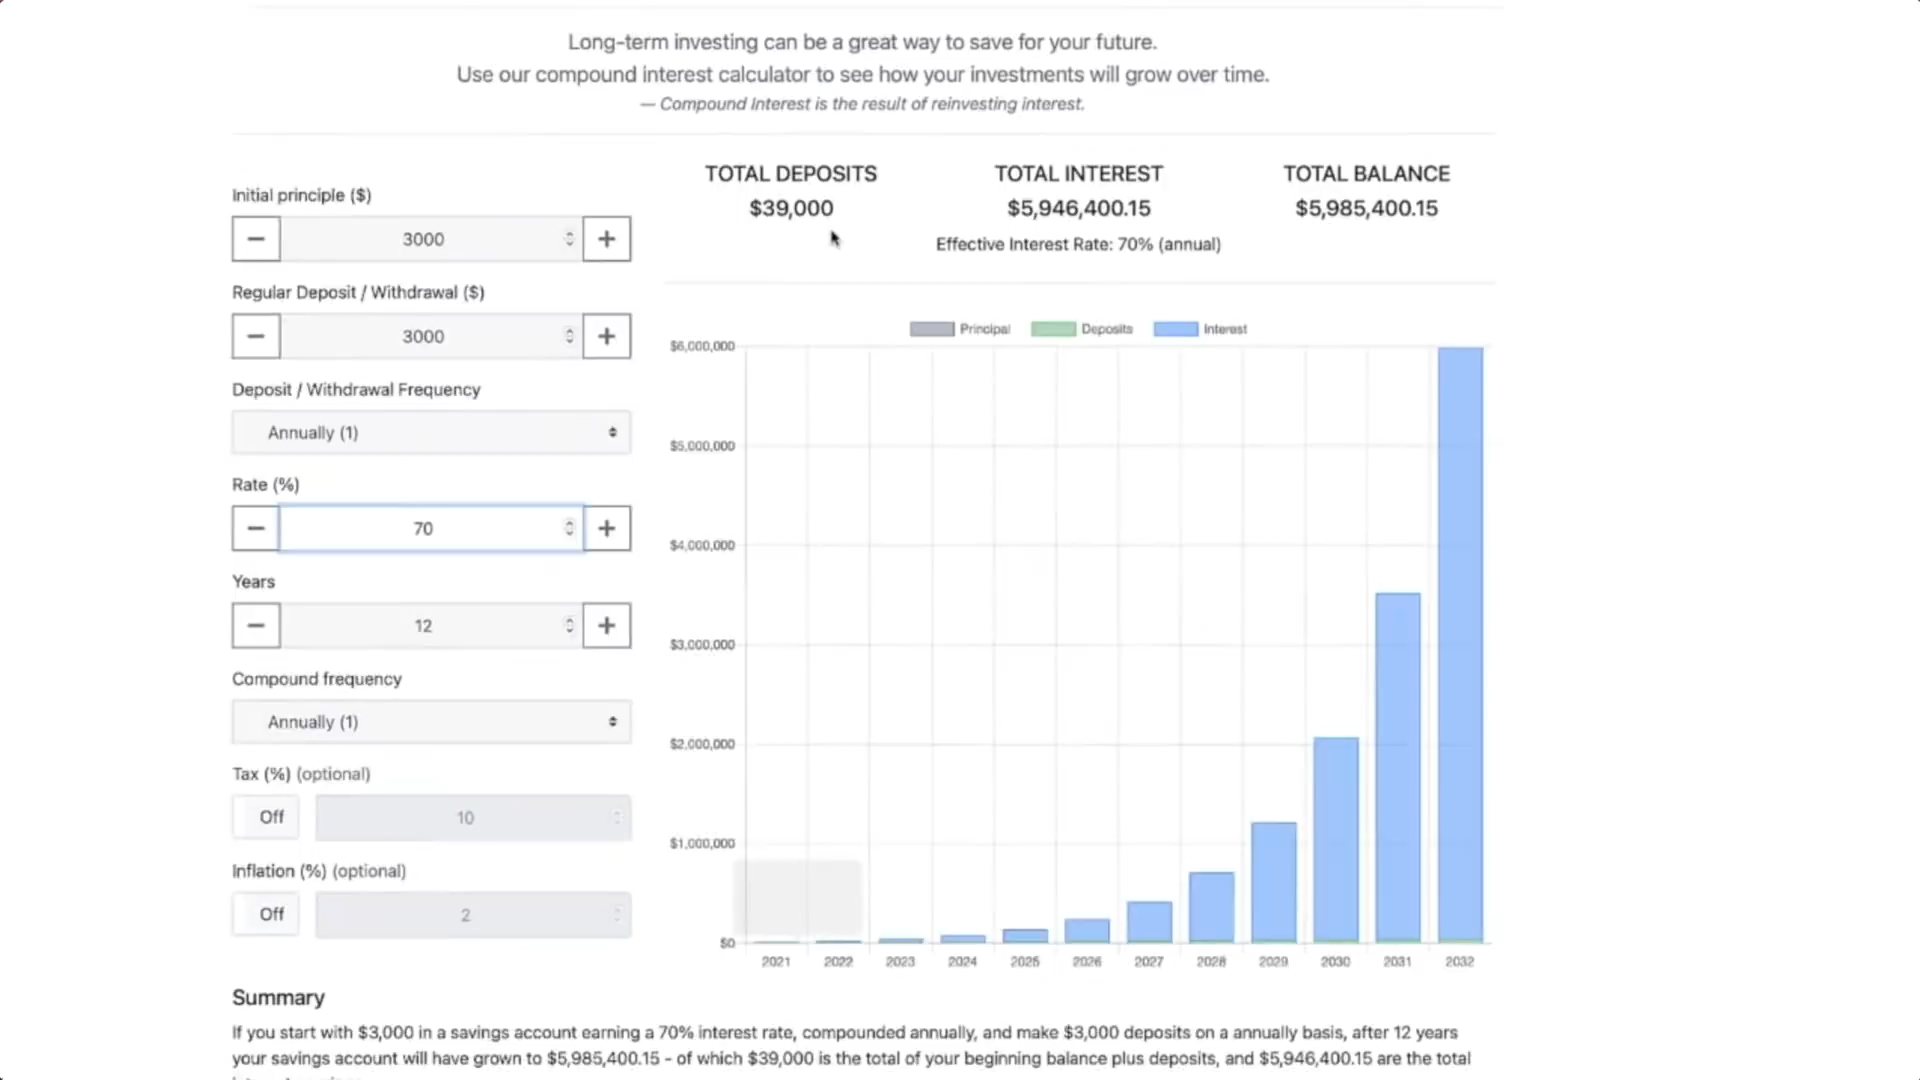 Long-term investing can be a great way to save for your future.
Use our compound interest calculator to see how your investments will grow over time.
— Compound Interest is the result of reinvesting interest.
Initial principle ($)
3000
Regular Deposit / Withdrawal ($)
3000
Deposit / Withdrawal Frequency
Annually (1)
Rate (%)
70
Years
12
Compound frequency
Annually (1)
Tax (%) (optional)
Off 10
Inflation (%) (optional)
Off 2
TOTAL DEPOSITS
$39,000
TOTAL INTEREST
$5,946,400.15
Effective Interest Rate: 70% (annual)
TOTAL BALANCE
$5,985,400.15
Principal Deposits Interest
$6,000,000
$5,000,000
$4,000,000
$3,000,000
$2,000,000
$1,000,000
$0
2021 2022 2023 2024 2025 2026 2027 2028 2029 2030 2031 2032
Summary
If you start with $3,000 in a savings account earning a 70% interest rate, compounded annually, and make $3,000 deposits on a annually basis, after 12 years
your savings account will have grown to $5,985,400.15 - of which $39,000 is the total of your beginning balance plus deposits, and $5,946,400.15 are the total